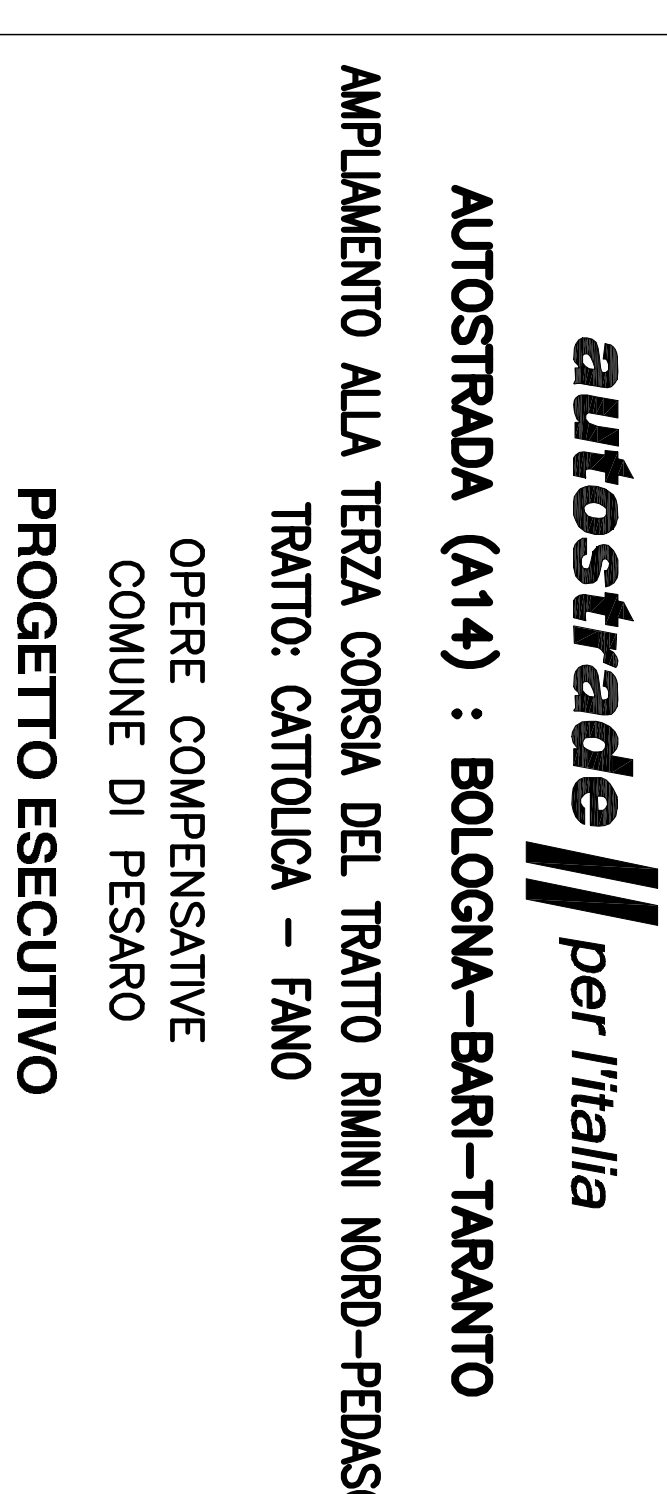 autostrade // per l'italia
AUTOSTRADA (A14) : BOLOGNA-BARI-TARANTO
AMPLIAMENTO ALLA TERZA CORSIA DEL TRATTO RIMINI NORD-PEDASO
TRATTO: CATTOLICA - FANO
OPERE COMPENSATIVE
COMUNE DI PESARO
PROGETTO ESECUTIVO